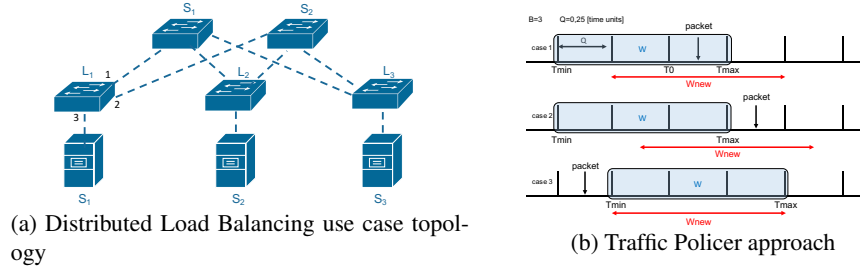 S1
S2
L1
L2
L3
1
2
3
S1
S2
S3
(a) Distributed Load Balancing use case topol-
ogy
B=3 Q=0,25 [time units]
packet
case 1
Q
W
Tmin
T0
Tmax
Wnew
packet
case 2
W
Tmin
Tmax
Wnew
packet
case 3
W
Tmin
Tmax
Wnew
(b) Traffic Policer approach